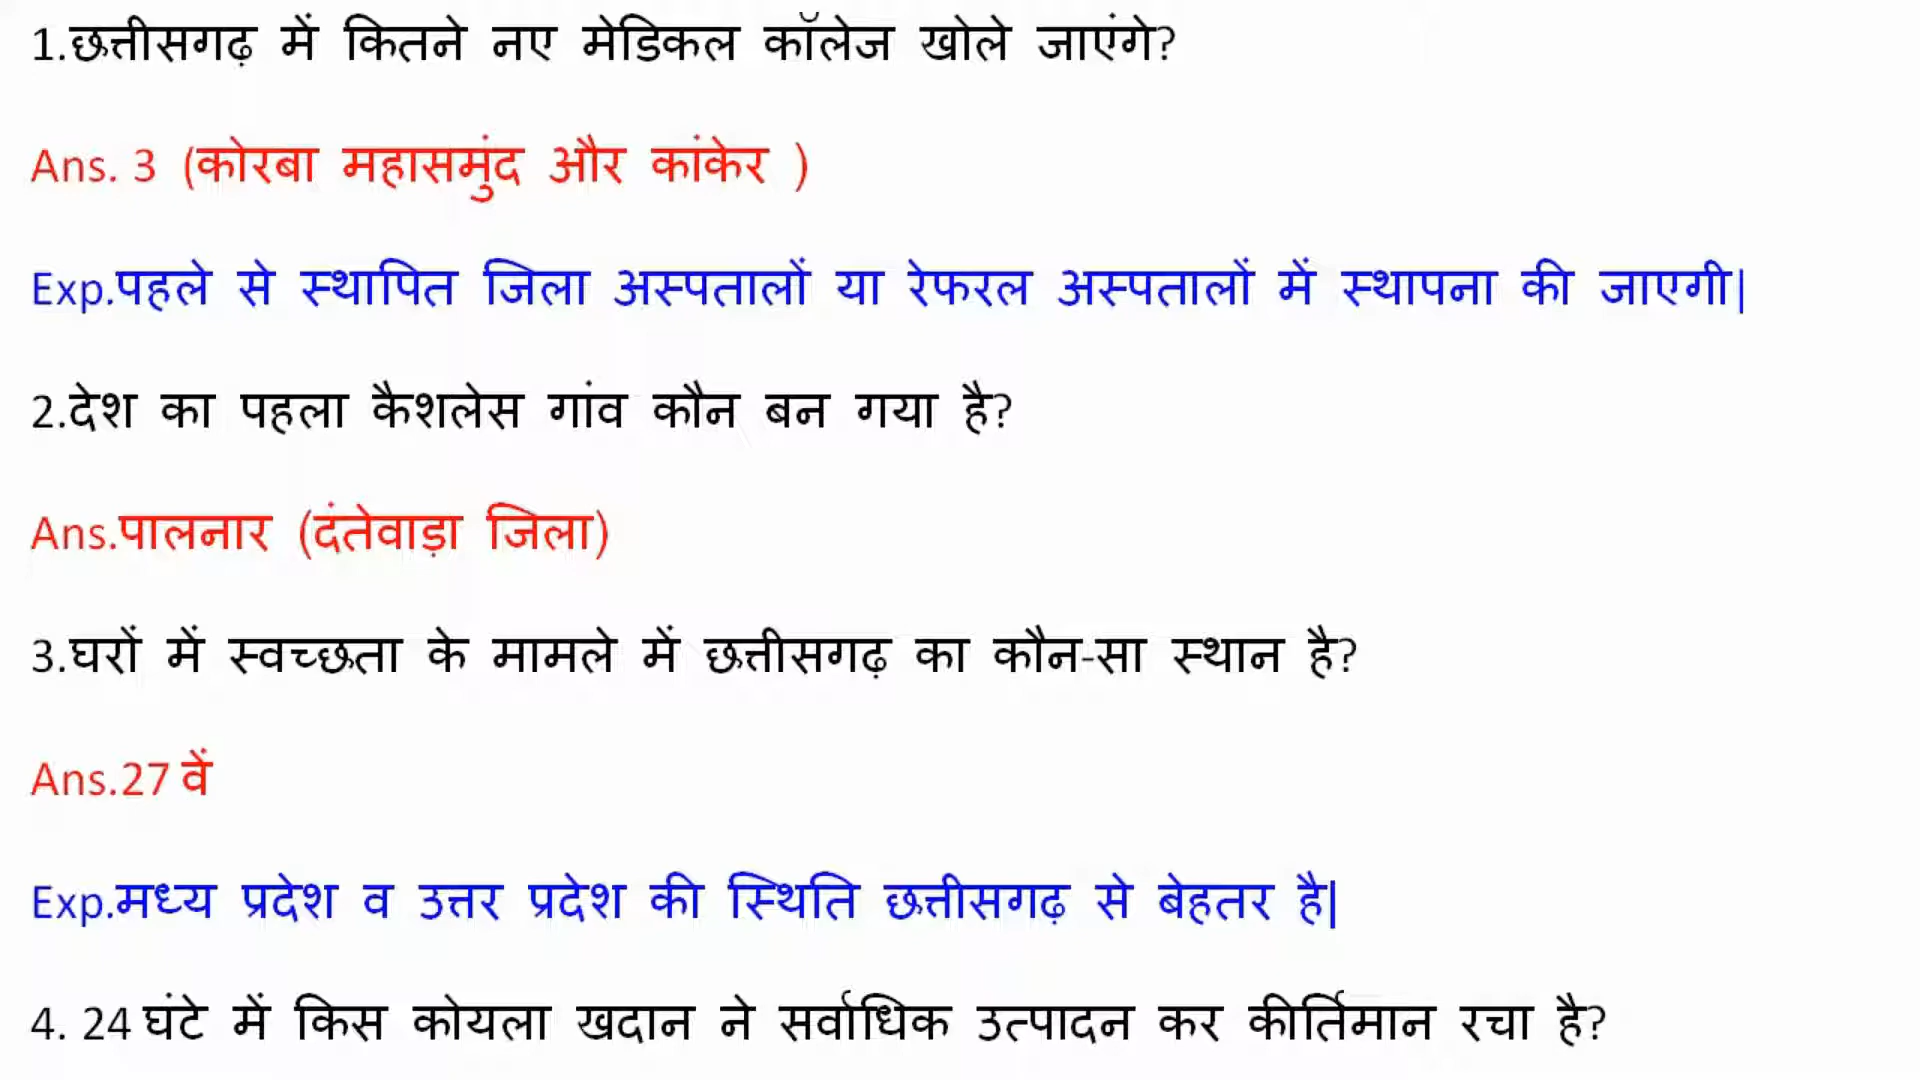 1.छत्तीसगढ़ में कितने नए मेडिकल कॉलेज खोले जाएंगे?
Ans. 3 (कोरबा महासमुंद और कांकेर )
Exp.पहले से स्थापित जिला अस्पतालों या रेफरल अस्पतालों में स्थापना की जाएगी|
2.देश का पहला कैशलेस गांव कौन बन गया है?
Ans.पालनार (दंतेवाड़ा जिला)
3.घरों में स्वच्छता के मामले में छत्तीसगढ़ का कौन-सा स्थान है?
Ans.27 वें
Exp.मध्य प्रदेश व उत्तर प्रदेश की स्थिति छत्तीसगढ़ से बेहतर है|
4. 24 घंटे में किस कोयला खदान ने सर्वाधिक उत्पादन कर कीर्तिमान रचा है?